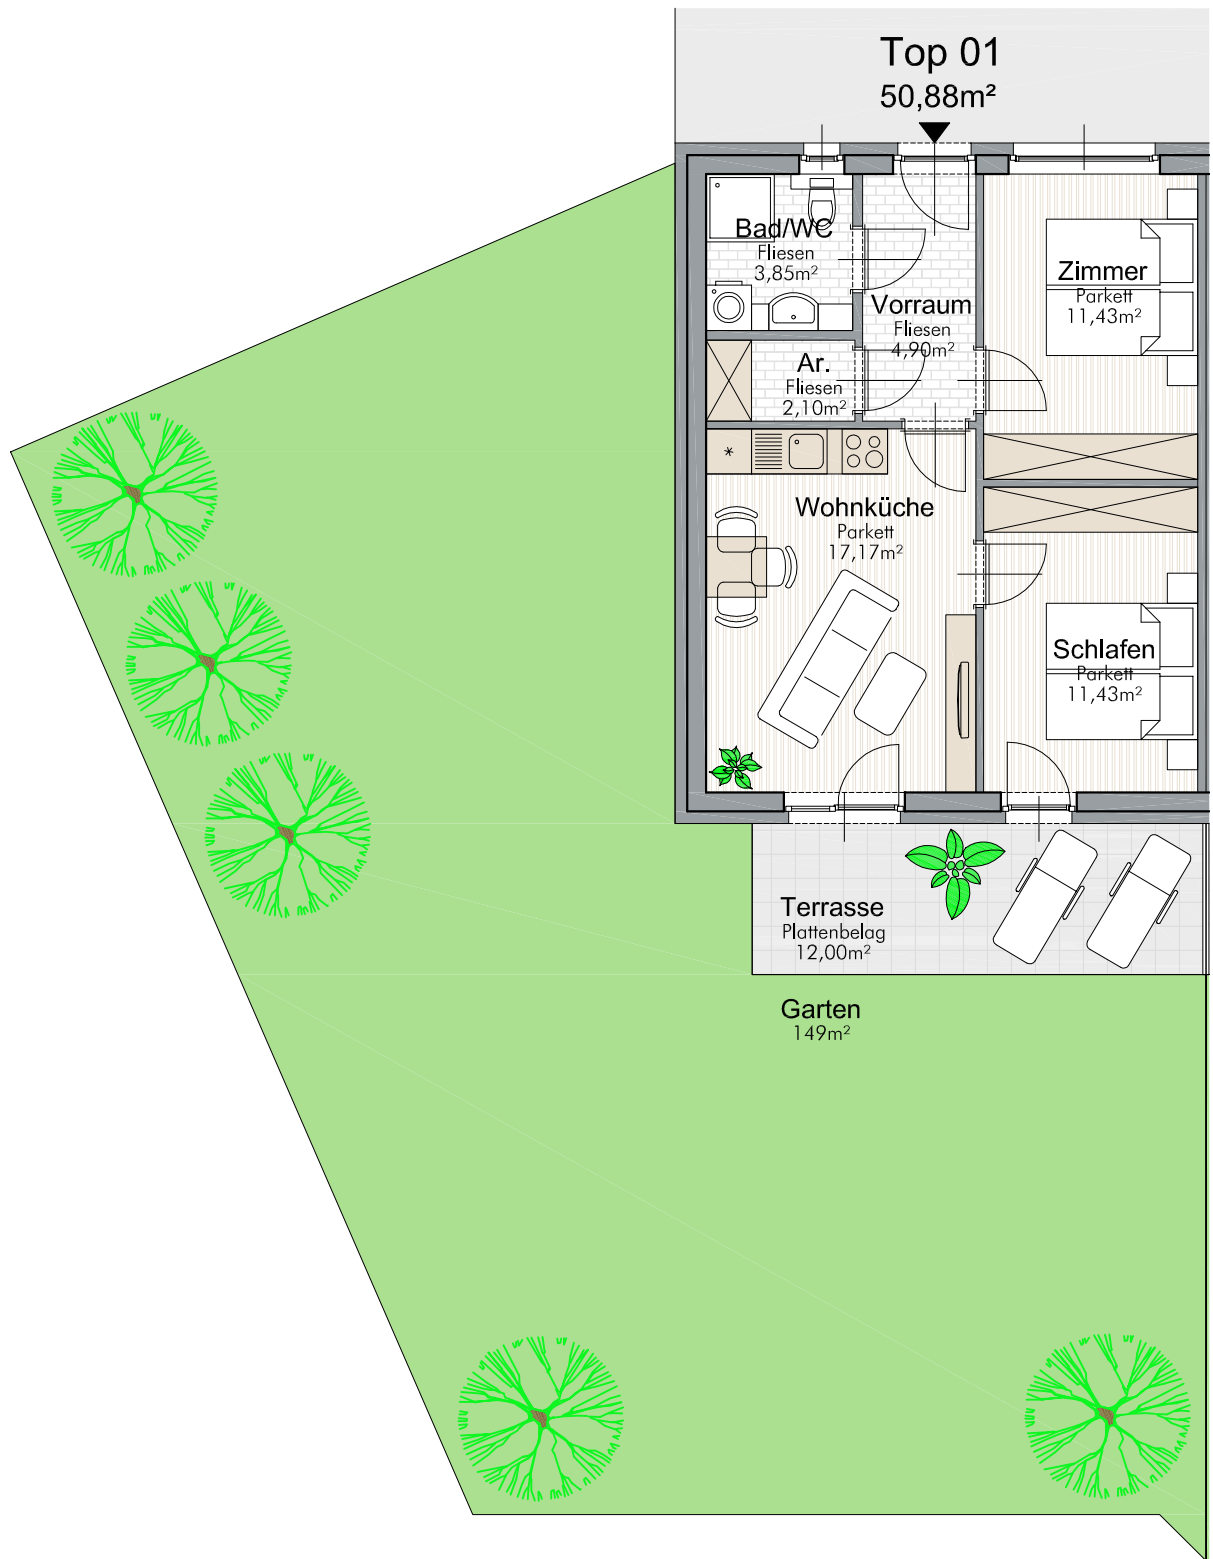 Top 01
50,88m²
Bad/WC
Fliesen
3,85m²
Zimmer
Parkett
11,43m²
Vorraum
Fliesen
4,90m²
Ar.
Fliesen
2,10m²
*
Wohnküche
Parkett
17,17m²
Schlafen
Parkett
11,43m²
Terrasse
Plattenbelag
12,00m²
Garten
149m²